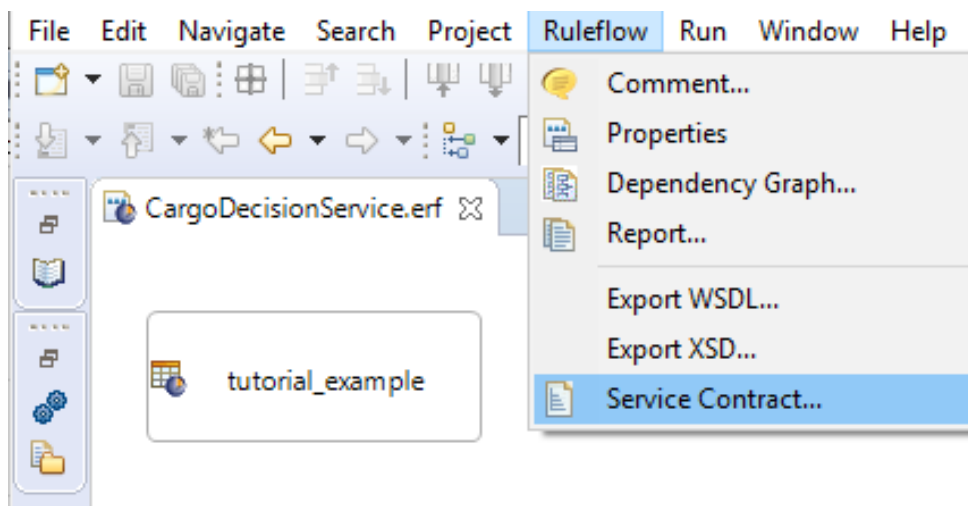 File Edit Navigate Search Project Ruleflow Run Window Help
Comment...
Properties
Dependency Graph...
Report...
Export WSDL...
Export XSD...
Service Contract...
CargoDecisionService.erf
tutorial_example